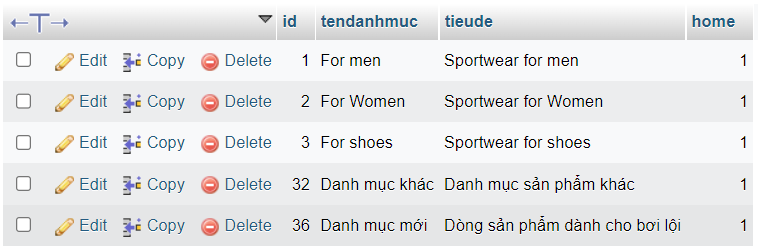 id tendanhmuc tieude home
Edit Copy Delete 1 For men Sportwear for men 1
Edit Copy Delete 2 For Women Sportwear for Women 1
Edit Copy Delete 3 For shoes Sportwear for shoes 1
Edit Copy Delete 32 Danh mục khác Danh mục sản phẩm khác 1
Edit Copy Delete 36 Danh mục mới Dòng sản phẩm dành cho bơi lội 1